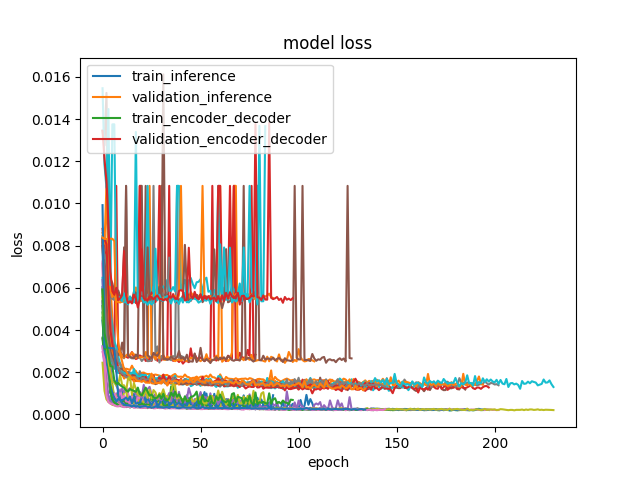 model loss
train_inference
validation_inference
train_encoder_decoder
validation_encoder_decoder
0.016
0.014
0.012
0.010
0.008
0.006
0.004
0.002
0.000
loss
0
50
100
150
200
epoch